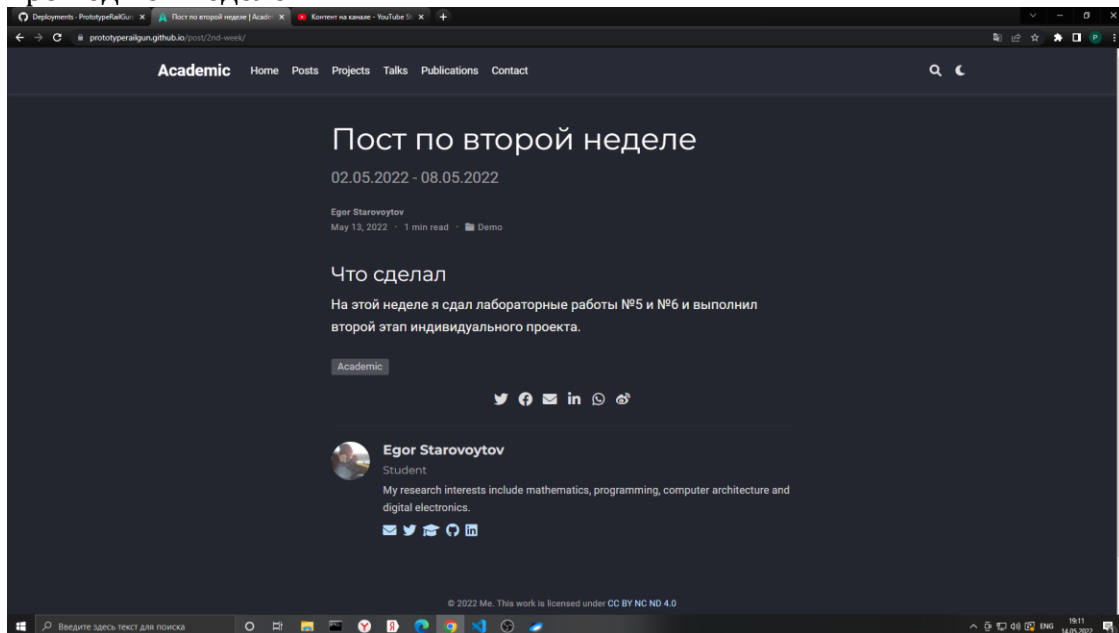 Deployments · PrototypeRailGun
Пост по второй неделе | Acade
Контент на канале - YouTube St
prototyperailgun.github.io/post/2nd-week/
Academic Home Posts Projects Talks Publications Contact
Пост по второй неделе
02.05.2022 - 08.05.2022
Egor Starovoytov
May 13, 2022 · 1 min read · Demo
Что сделал
На этой неделе я сдал лабораторные работы №5 и №6 и выполнил
второй этап индивидуального проекта.
Academic
Egor Starovoytov
Student
My research interests include mathematics, programming, computer architecture and
digital electronics.
© 2022 Me. This work is licensed under CC BY NC ND 4.0
Введите здесь текст для поиска
ENG
19:11
14.05.2022